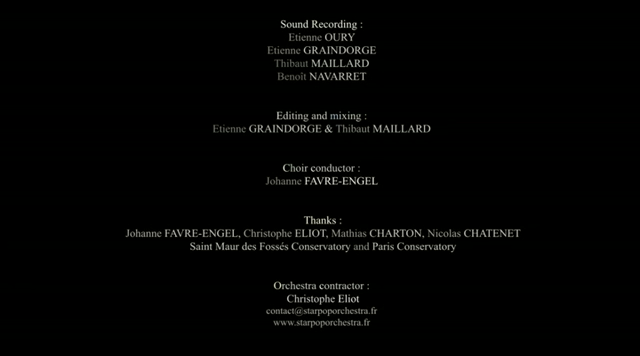 Sound Recording :
Etienne OURY
Etienne GRAINDORGE
Thibaut MAILLARD
Benoît NAVARRET
Editing and mixing :
Etienne GRAINDORGE & Thibaut MAILLARD
Choir conductor :
Johanne FAVRE-ENGEL
Thanks :
Johanne FAVRE-ENGEL, Christophe ELIOT, Mathias CHARTON, Nicolas CHATENET
Saint Maur des Fossés Conservatory and Paris Conservatory
Orchestra contractor :
Christophe Eliot
contact@starpoporchestra.fr
www.starpoporchestra.fr